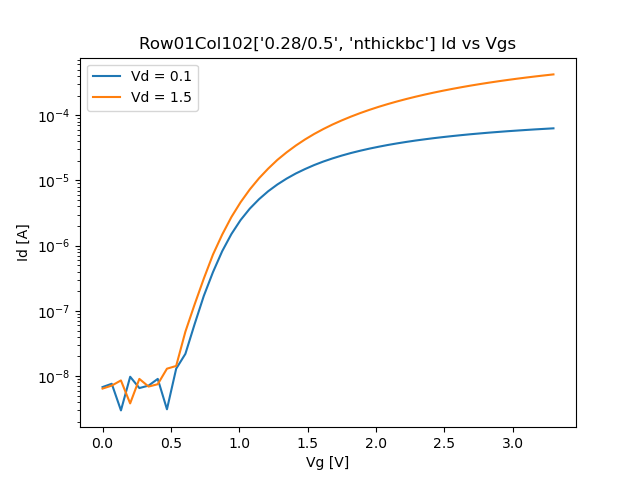 Row01Col102['0.28/0.5', 'nthickbc'] Id vs Vgs
Vd = 0.1
Vd = 1.5
Id [A]
10⁻⁴
10⁻⁵
10⁻⁶
10⁻⁷
10⁻⁸
0.0 0.5 1.0 1.5 2.0 2.5 3.0
Vg [V]